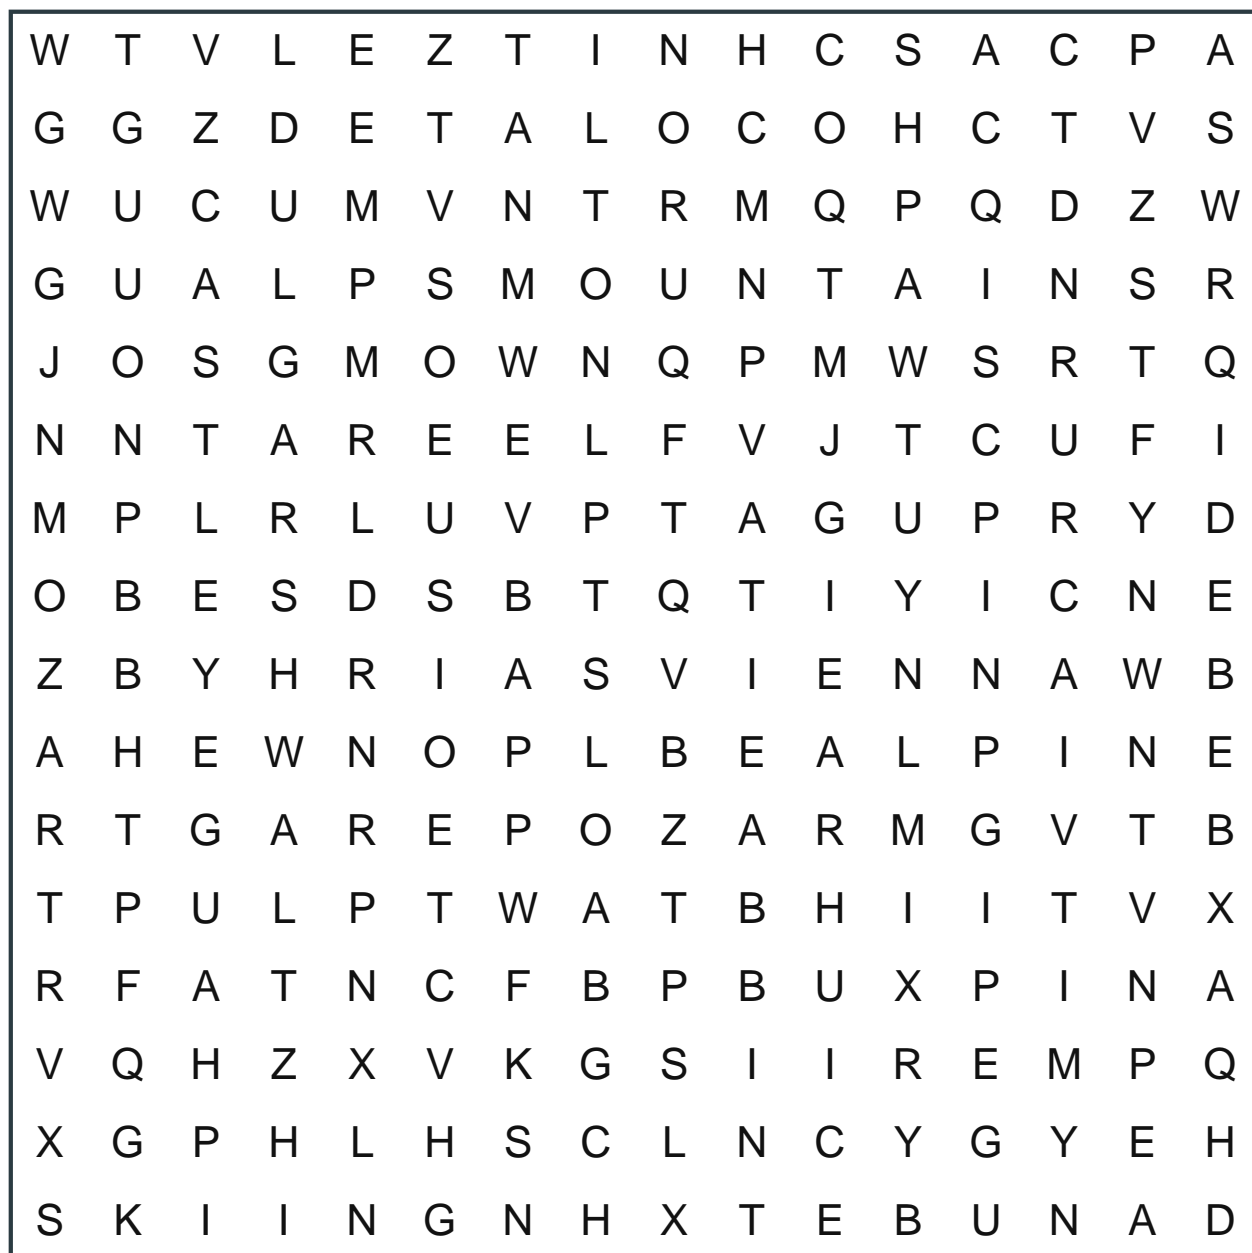 W T V L E Z T I N H C S A C P A
G G Z D E T A L O C O H C T V S
W U C U M V N T R M Q P Q D Z W
G U A L P S M O U N T A I N S R
J O S G M O W N Q P M W S R T Q
N N T A R E E L F V J T C U F I
M P L R L U V P T A G U P R Y D
O B E S D S B T Q T I Y I C N E
Z B Y H R I A S V I E N N A W B
A H E W N O P L B E A L P I N E
R T G A R E P O Z A R M G V T B
T P U L P T W A T B H I I T V X
R F A T N C F B P B U X P I N A
V Q H Z X V K G S I I R E M P Q
X G P H L H S C L N C Y G Y E H
S K I I N G N H X T E B U N A D